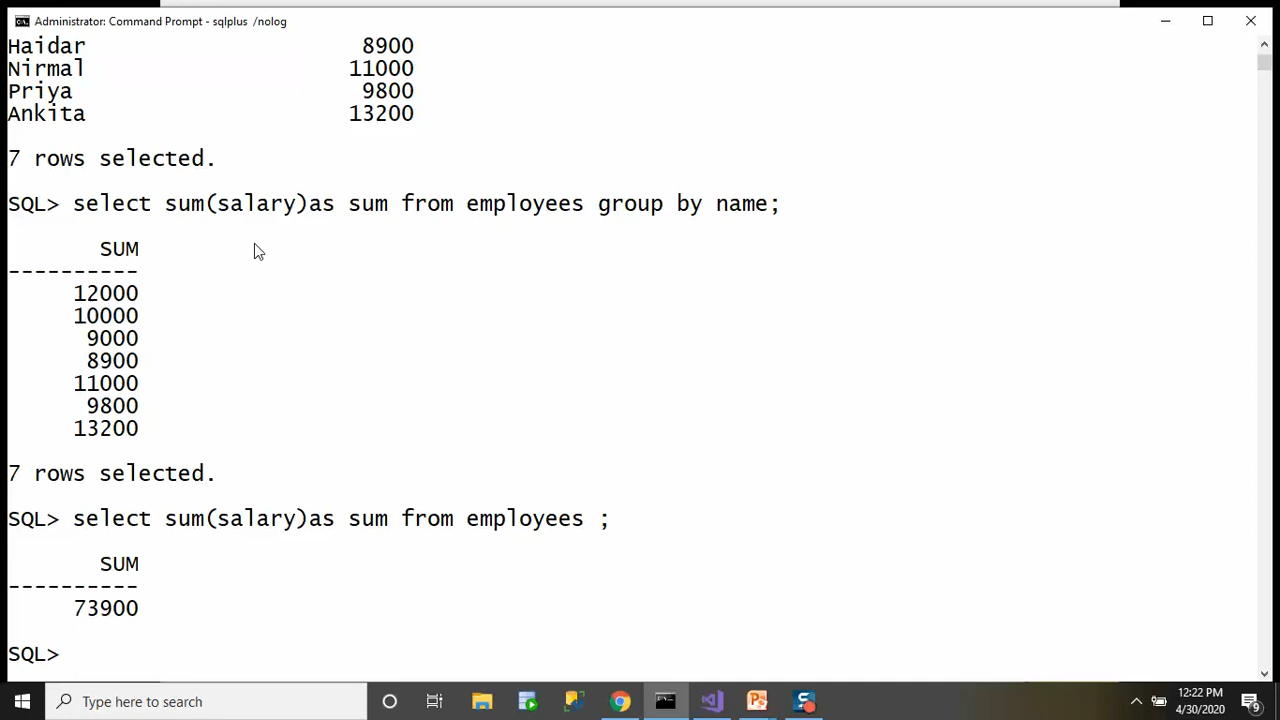 Administrator: Command Prompt - sqlplus /nolog
Haidar 8900
Nirmal 11000
Priya 9800
Ankita 13200
7 rows selected.
SQL> select sum(salary)as sum from employees group by name;
SUM
----------
12000
10000
9000
8900
11000
9800
13200
7 rows selected.
SQL> select sum(salary)as sum from employees ;
SUM
----------
73900
SQL>
Type here to search
12:22 PM
4/30/2020
9